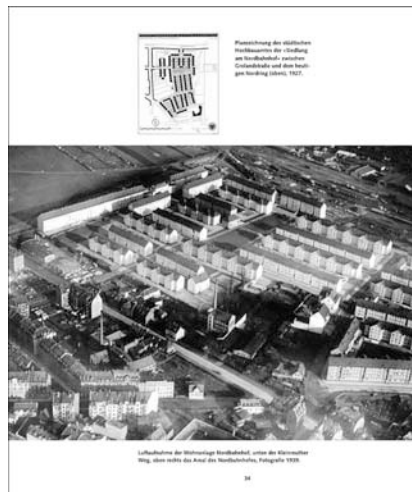 Planzeichnung des städtischen
Hochbauamtes der «Siedlung
am Nordbahnhof» zwischen
Grolandstraße und dem heuti-
gen Nordring (oben), 1927.
Luftaufnahme der Wohnanlage Nordbahnhof, unten der Kleinreuther
Weg, oben rechts das Areal des Nordbahnhofes, Fotografie 1939.
34